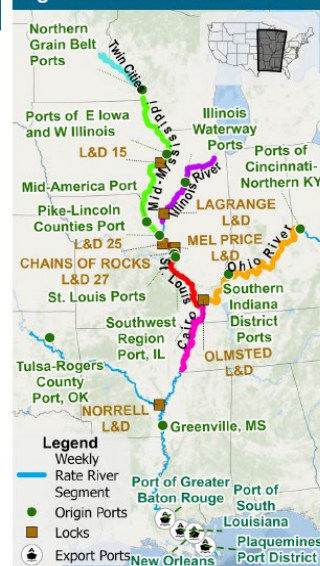 Northern
Grain Belt
Ports
Twin Cities
Mid-Mississippi
Ports of E Iowa
and W Illinois
Illinois
Waterway
Ports
Ports of
Cincinnati-
Northern KY
L&D 15
Illinois River
Mid-America Port
LAGRANGE
L&D
Pike-Lincoln
Counties Port
MEL PRICE
L&D
Ohio River
L&D 25
CHAINS OF ROCKS
L&D 27
St. Louis
St. Louis Ports
Southern
Indiana
District
Ports
Cairo
Southwest
Region
Port, IL
OLMSTED
L&D
Tulsa-Rogers
County
Port, OK
NORRELL
L&D
Greenville, MS
Legend
Weekly
Rate River
Segment
Origin Ports
Locks
Export Ports
Port of Greater
Baton Rouge
Port of
South
Louisiana
Plaquemines
Port District
New Orleans